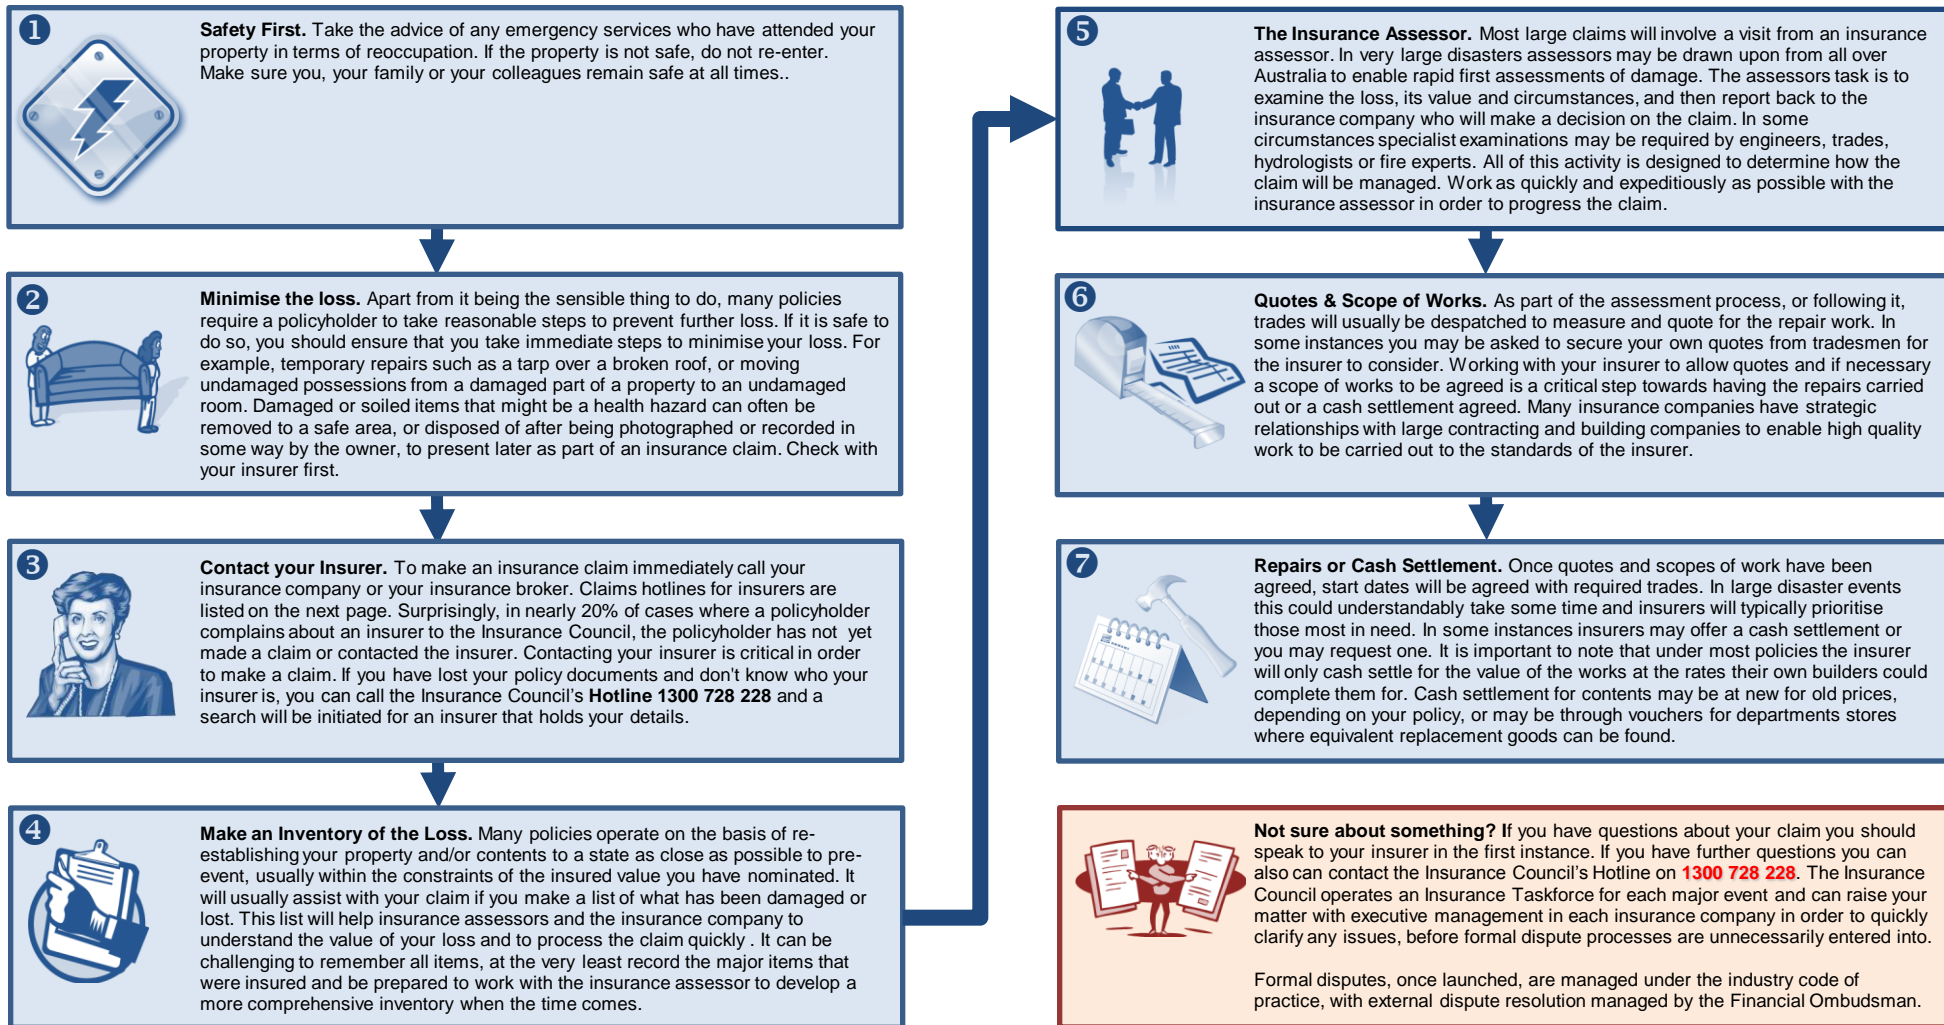 1
Safety First. Take the advice of any emergency services who have attended your
property in terms of reoccupation. If the property is not safe, do not re-enter.
Make sure you, your family or your colleagues remain safe at all times..
2
Minimise the loss. Apart from it being the sensible thing to do, many policies
require a policyholder to take reasonable steps to prevent further loss. If it is safe to
do so, you should ensure that you take immediate steps to minimise your loss. For
example, temporary repairs such as a tarp over a broken roof, or moving
undamaged possessions from a damaged part of a property to an undamaged
room. Damaged or soiled items that might be a health hazard can often be
removed to a safe area, or disposed of after being photographed or recorded in
some way by the owner, to present later as part of an insurance claim. Check with
your insurer first.
3
Contact your Insurer. To make an insurance claim immediately call your
insurance company or your insurance broker. Claims hotlines for insurers are
listed on the next page. Surprisingly, in nearly 20% of cases where a policyholder
complains about an insurer to the Insurance Council, the policyholder has not yet
made a claim or contacted the insurer. Contacting your insurer is critical in order
to make a claim. If you have lost your policy documents and don't know who your
insurer is, you can call the Insurance Council’s Hotline 1300 728 228 and a
search will be initiated for an insurer that holds your details.
4
Make an Inventory of the Loss. Many policies operate on the basis of re-
establishing your property and/or contents to a state as close as possible to pre-
event, usually within the constraints of the insured value you have nominated. It
will usually assist with your claim if you make a list of what has been damaged or
lost. This list will help insurance assessors and the insurance company to
understand the value of your loss and to process the claim quickly . It can be
challenging to remember all items, at the very least record the major items that
were insured and be prepared to work with the insurance assessor to develop a
more comprehensive inventory when the time comes.
5
The Insurance Assessor. Most large claims will involve a visit from an insurance
assessor. In very large disasters assessors may be drawn upon from all over
Australia to enable rapid first assessments of damage. The assessors task is to
examine the loss, its value and circumstances, and then report back to the
insurance company who will make a decision on the claim. In some
circumstances specialist examinations may be required by engineers, trades,
hydrologists or fire experts. All of this activity is designed to determine how the
claim will be managed. Work as quickly and expeditiously as possible with the
insurance assessor in order to progress the claim.
6
Quotes & Scope of Works. As part of the assessment process, or following it,
trades will usually be despatched to measure and quote for the repair work. In
some instances you may be asked to secure your own quotes from tradesmen for
the insurer to consider. Working with your insurer to allow quotes and if necessary
a scope of works to be agreed is a critical step towards having the repairs carried
out or a cash settlement agreed. Many insurance companies have strategic
relationships with large contracting and building companies to enable high quality
work to be carried out to the standards of the insurer.
7
Repairs or Cash Settlement. Once quotes and scopes of work have been
agreed, start dates will be agreed with required trades. In large disaster events
this could understandably take some time and insurers will typically prioritise
those most in need. In some instances insurers may offer a cash settlement or
you may request one. It is important to note that under most policies the insurer
will only cash settle for the value of the works at the rates their own builders could
complete them for. Cash settlement for contents may be at new for old prices,
depending on your policy, or may be through vouchers for departments stores
where equivalent replacement goods can be found.
Not sure about something? If you have questions about your claim you should
speak to your insurer in the first instance. If you have further questions you can
also can contact the Insurance Council’s Hotline on 1300 728 228. The Insurance
Council operates an Insurance Taskforce for each major event and can raise your
matter with executive management in each insurance company in order to quickly
clarify any issues, before formal dispute processes are unnecessarily entered into.
Formal disputes, once launched, are managed under the industry code of
practice, with external dispute resolution managed by the Financial Ombudsman.